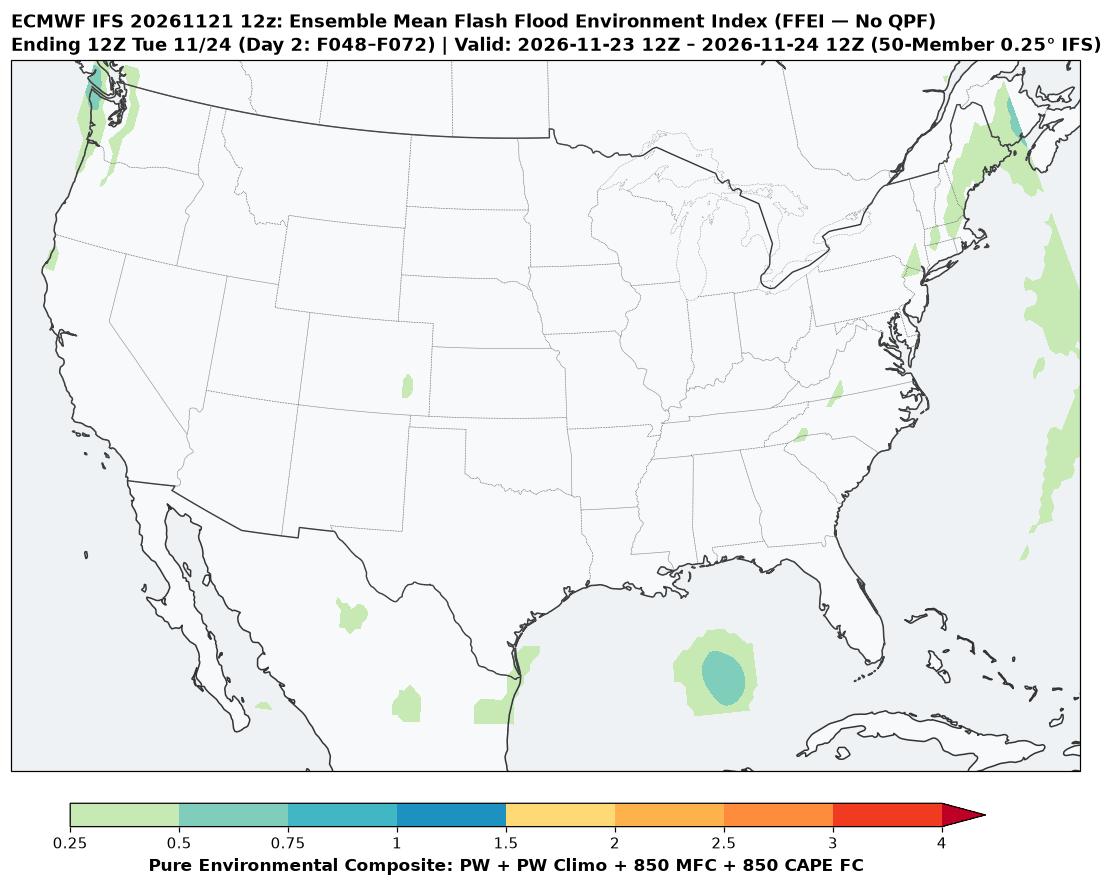 ECMWF IFS 20261121 12z: Ensemble Mean Flash Flood Environment Index (FFEI — No QPF)
Ending 12Z Tue 11/24 (Day 2: F048–F072) | Valid: 2026-11-23 12Z – 2026-11-24 12Z (50-Member 0.25° IFS)
0.25 0.5 0.75 1 1.5 2 2.5 3 4
Pure Environmental Composite: PW + PW Climo + 850 MFC + 850 CAPE FC